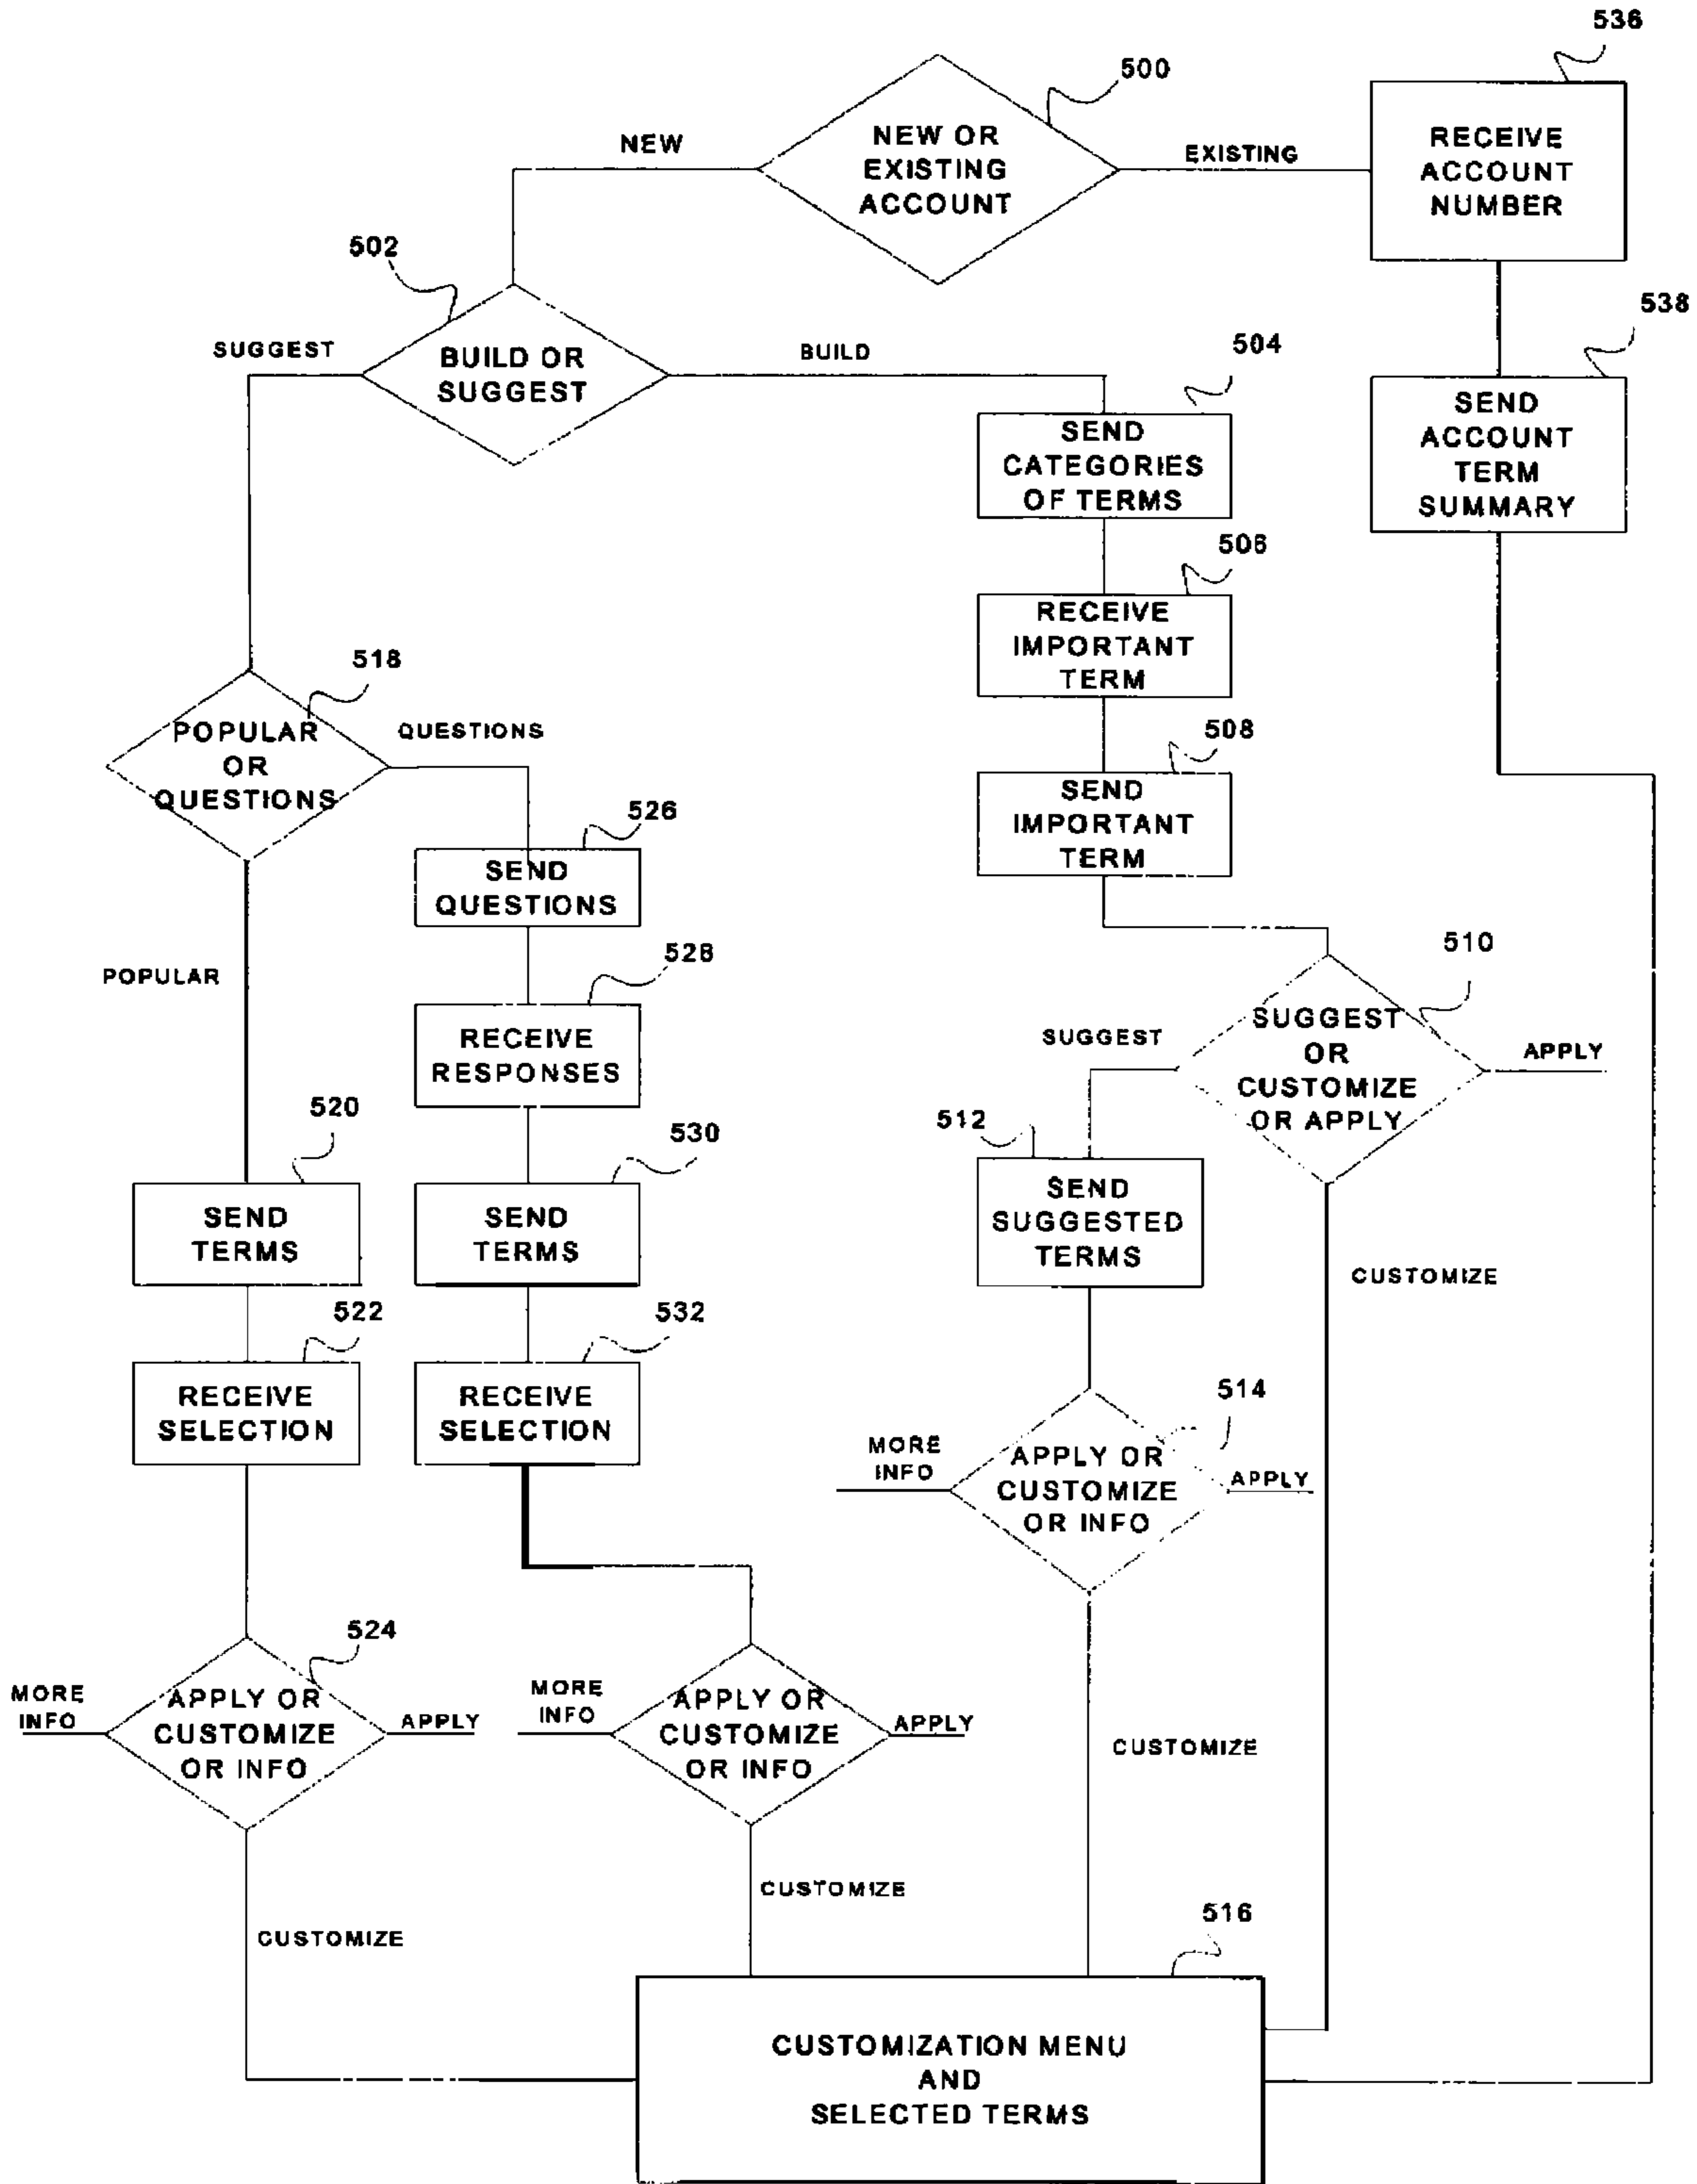 536
500
NEW OR
EXISTING
ACCOUNT
NEW
EXISTING
RECEIVE
ACCOUNT
NUMBER
502
538
SUGGEST
BUILD OR
SUGGEST
BUILD
504
SEND
CATEGORIES
OF TERMS
SEND
ACCOUNT
TERM
SUMMARY
506
RECEIVE
IMPORTANT
TERM
518
POPULAR
OR
QUESTIONS
QUESTIONS
508
SEND
IMPORTANT
TERM
526
SEND
QUESTIONS
POPULAR
528
RECEIVE
RESPONSES
510
SUGGEST
SUGGEST
OR
CUSTOMIZE
OR APPLY
APPLY
520
SEND
TERMS
530
SEND
TERMS
512
SEND
SUGGESTED
TERMS
CUSTOMIZE
522
RECEIVE
SELECTION
532
RECEIVE
SELECTION
514
MORE
INFO
APPLY OR
CUSTOMIZE
OR INFO
APPLY
524
MORE
INFO
APPLY OR
CUSTOMIZE
OR INFO
APPLY
MORE
INFO
APPLY OR
CUSTOMIZE
OR INFO
APPLY
CUSTOMIZE
CUSTOMIZE
CUSTOMIZE
516
CUSTOMIZATION MENU
AND
SELECTED TERMS